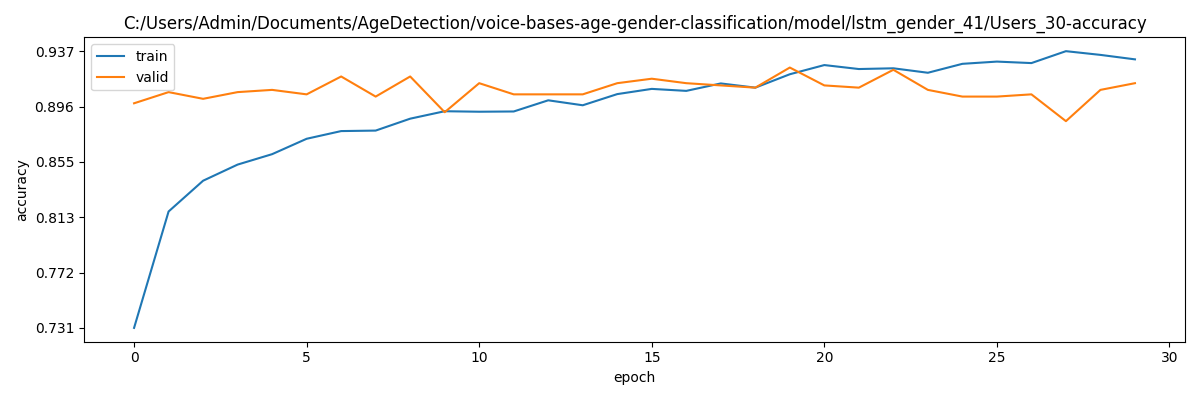 C:/Users/Admin/Documents/AgeDetection/voice-bases-age-gender-classification/model/lstm_gender_41/Users_30-accuracy
train
valid
0.937
0.896
0.855
0.813
0.772
0.731
accuracy
0 5 10 15 20 25 30
epoch